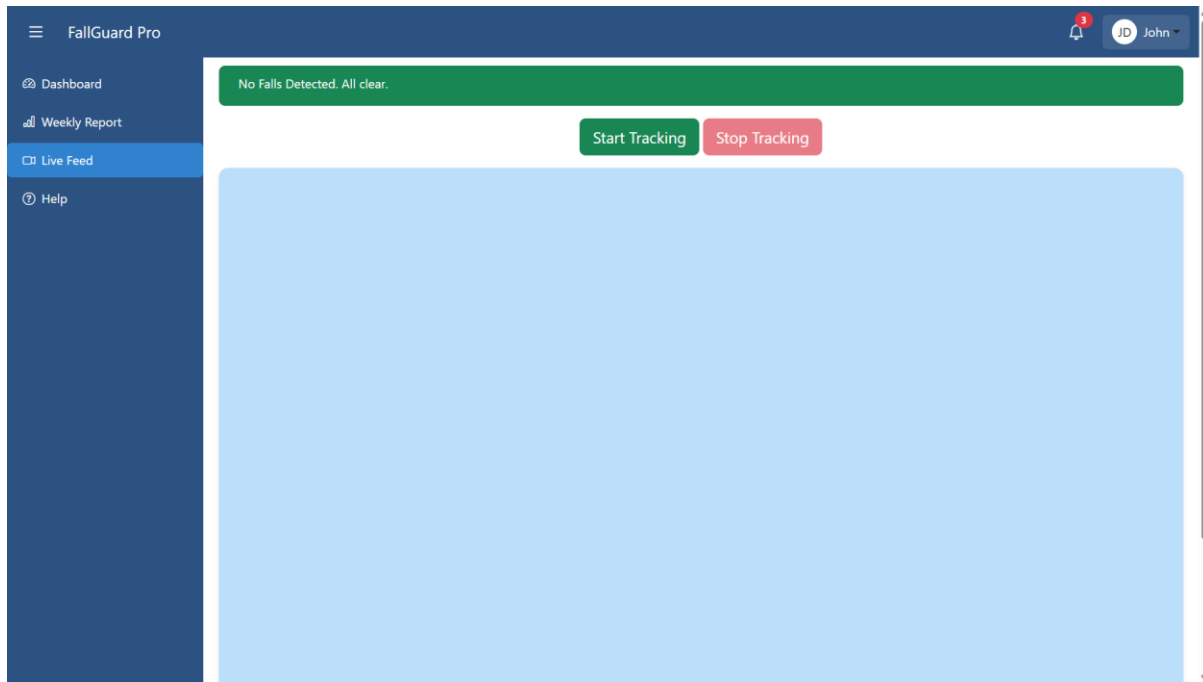 FallGuard Pro
3
JD John
Dashboard
Weekly Report
Live Feed
Help
No Falls Detected. All clear.
Start Tracking Stop Tracking